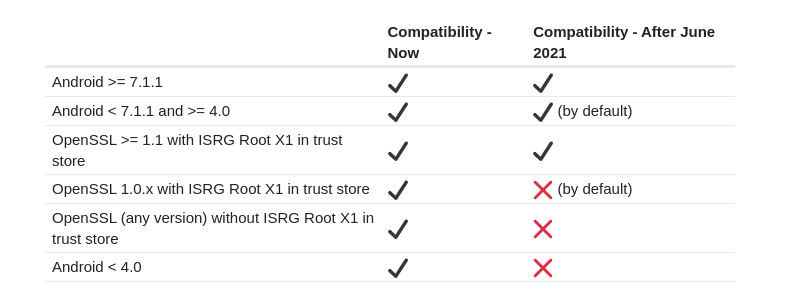 Compatibility - Now
Compatibility - After June 2021
Android >= 7.1.1 ✔ ✔
Android < 7.1.1 and >= 4.0 ✔ ✔ (by default)
OpenSSL >= 1.1 with ISRG Root X1 in trust
store ✔ ✔
OpenSSL 1.0.x with ISRG Root X1 in trust store ✔ ❌ (by default)
OpenSSL (any version) without ISRG Root X1 in
trust store ✔ ❌
Android < 4.0 ✔ ❌